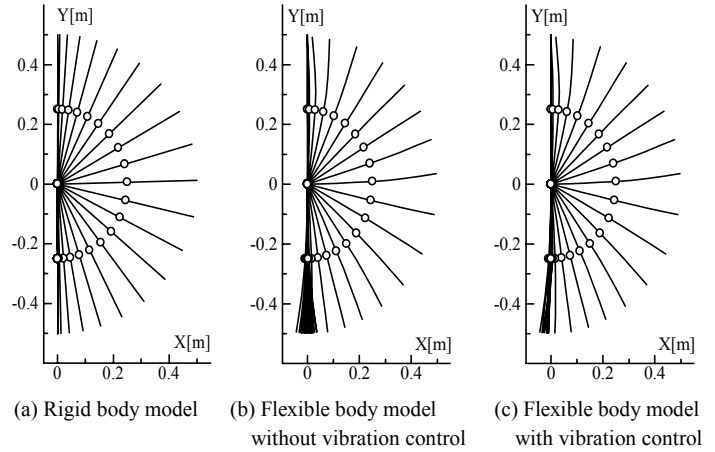 Y[m]
0.4
0.2
0
-0.2
-0.4
X[m]
0
0.2
0.4
(a) Rigid body model
Y[m]
0.4
0.2
0
-0.2
-0.4
X[m]
0
0.2
0.4
(b) Flexible body model
without vibration control
Y[m]
0.4
0.2
0
-0.2
-0.4
X[m]
0
0.2
0.4
(c) Flexible body model
with vibration control